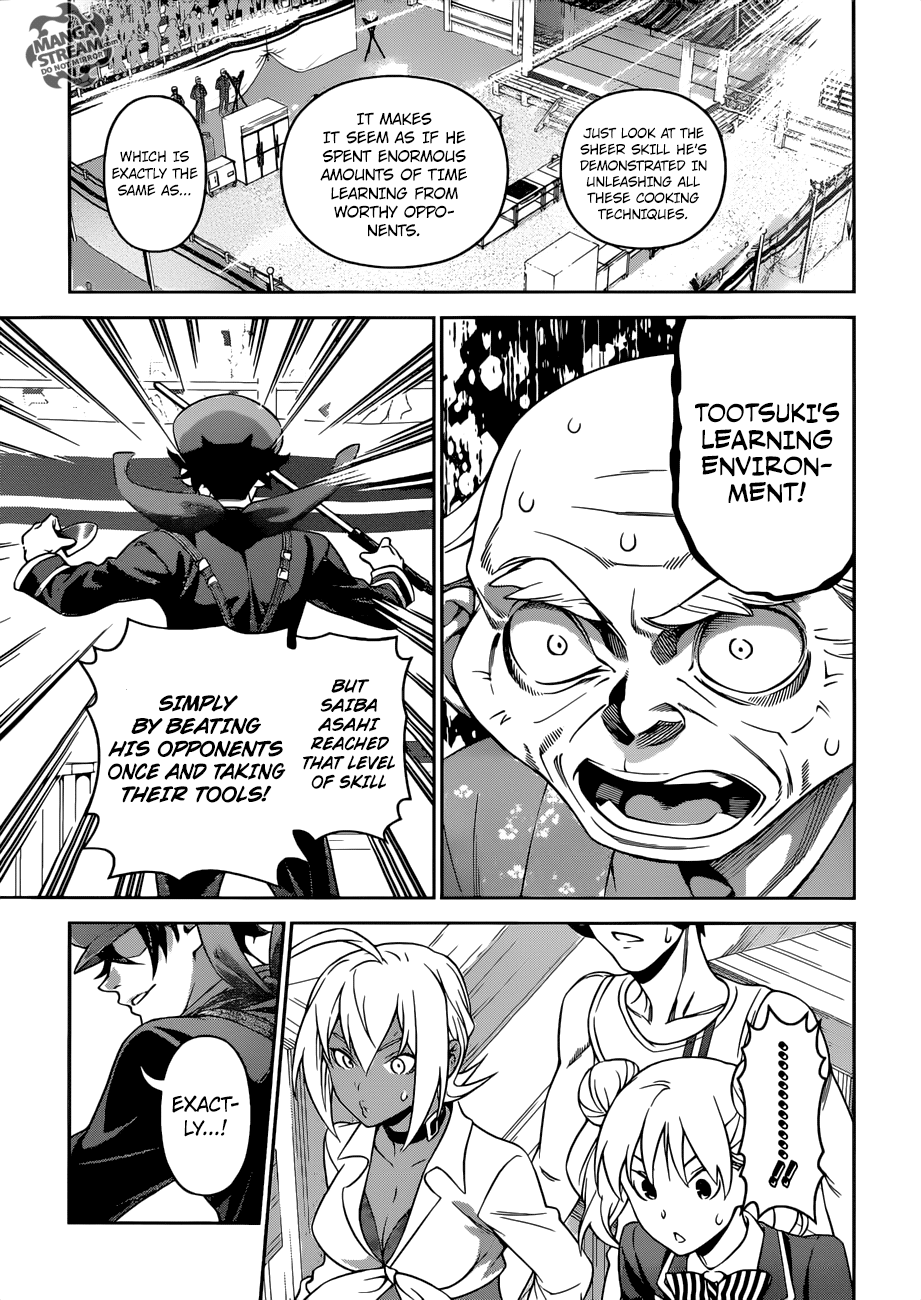 MANGA
STREAM.com
DO NOT MIRROR
JUST LOOK AT THE
SHEER SKILL HE'S
DEMONSTRATED IN
UNLEASHING ALL
THESE COOKING
TECHNIQUES.
IT MAKES
IT SEEM AS IF HE
SPENT ENORMOUS
AMOUNTS OF TIME
LEARNING FROM
WORTHY OPPO-
NENTS.
WHICH IS
EXACTLY THE
SAME AS...
TOOTSUKI'S
LEARNING
ENVIRON-
MENT!
BUT
SAIBA
ASAHI
REACHED
THAT LEVEL
OF SKILL
SIMPLY
BY BEATING
HIS OPPONENTS
ONCE AND TAKING
THEIR TOOLS!
..................!!
EXACT-
LY...!